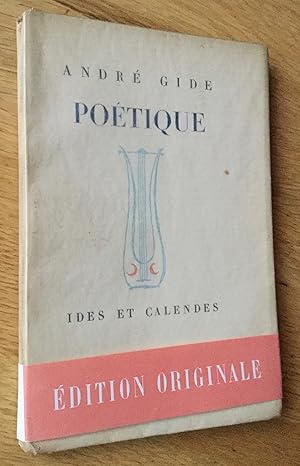 ANDRÉ GIDE
POÉTIQUE
IDES ET CALENDES
ÉDITION ORIGINALE